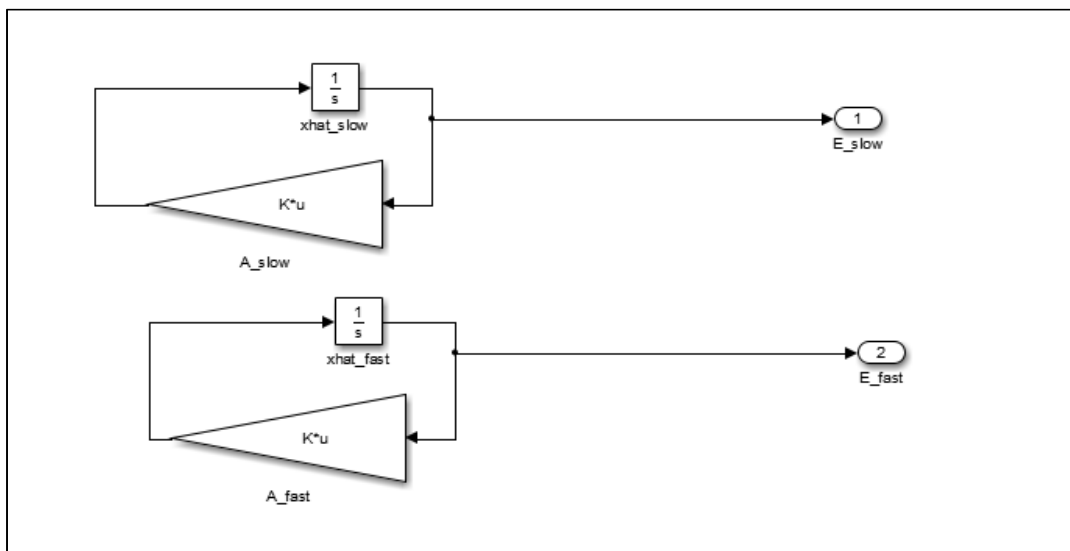 1
s
xhat_slow
1
E_slow
K*u
A_slow
1
s
xhat_fast
2
E_fast
K*u
A_fast